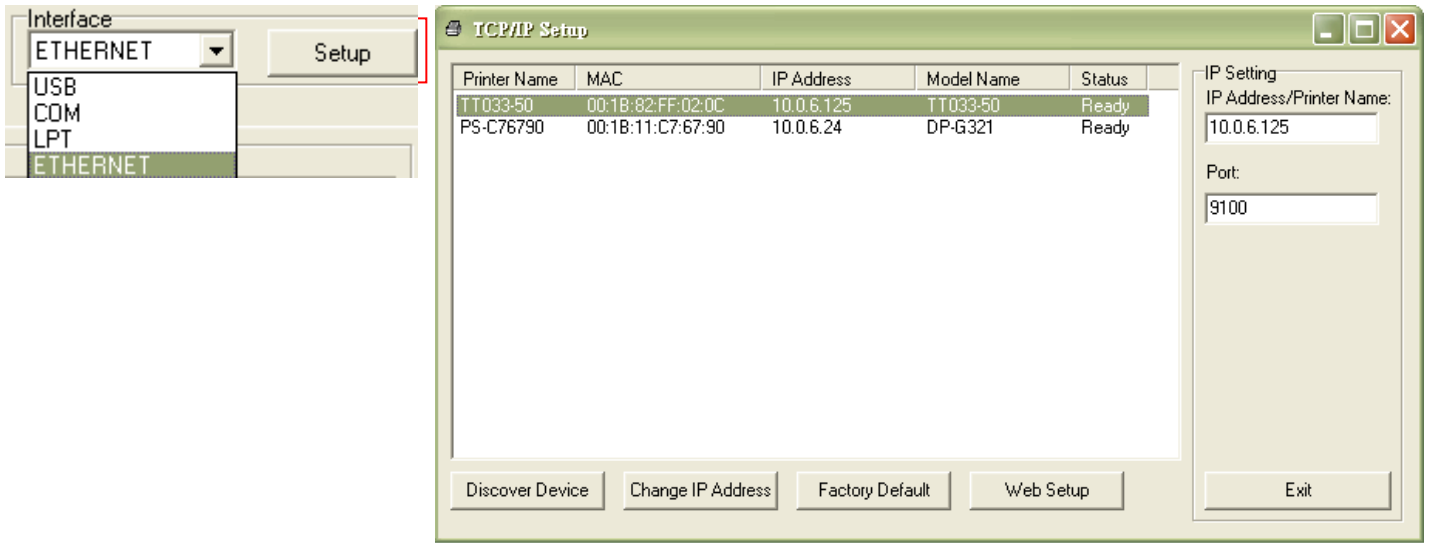 Interface
ETHERNET
Setup
USB
COM
LPT
ETHERNET
TCP/IP Setup
Printer Name MAC IP Address Model Name Status
TT033-50 00:1B:82:FF:02:0C 10.0.6.125 TT033-50 Ready
PS-C76790 00:1B:11:C7:67:90 10.0.6.24 DP-G321 Ready
IP Setting
IP Address/Printer Name:
10.0.6.125
Port:
9100
Discover Device Change IP Address Factory Default Web Setup Exit